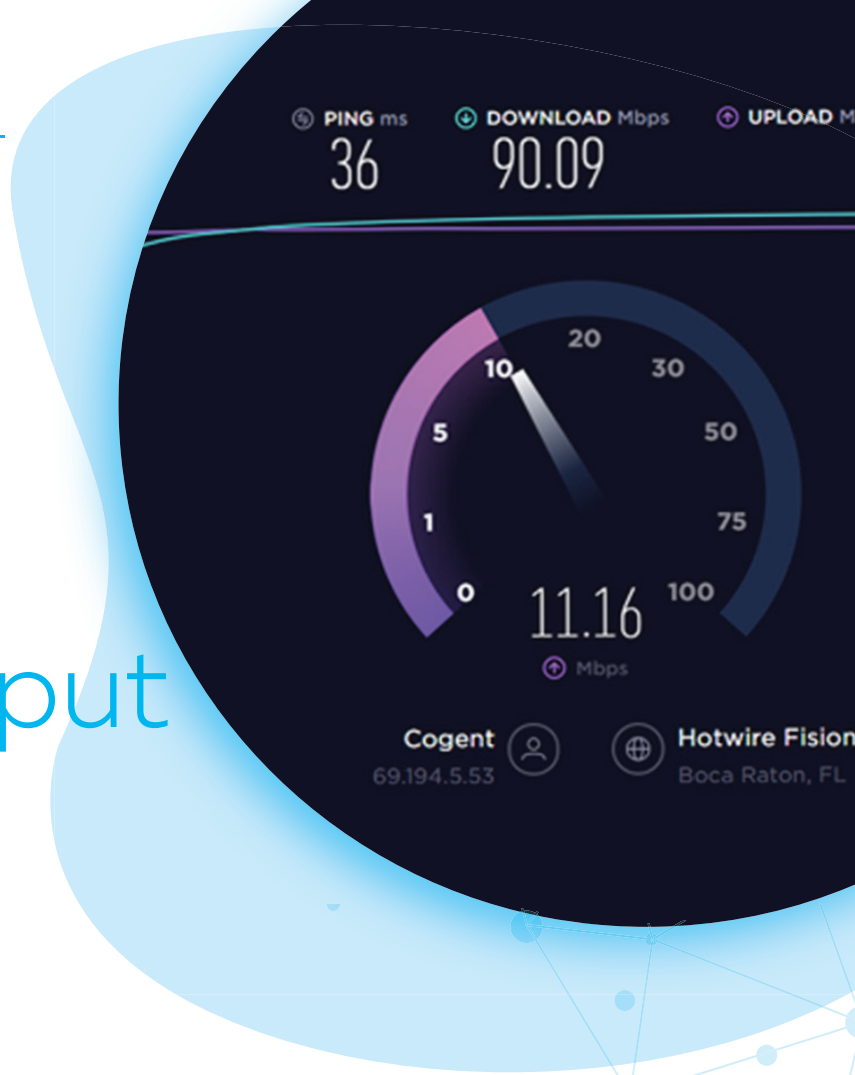 PING ms
DOWNLOAD Mbps
UPLOAD M
36
90.09
20
10
30
5
50
1
75
0
100
11.16
Mbps
put
Cogent
Hotwire Fision
69.194.5.53
Boca Raton, FL